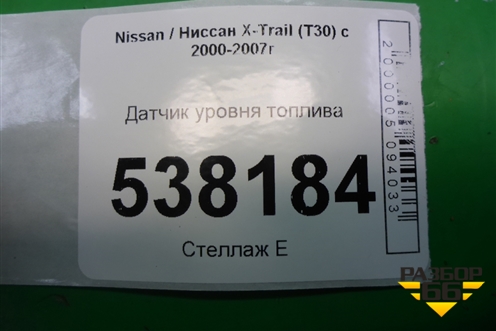 Nissan / Ниссан X-Trail (T30) с
2000-2007г
Датчик уровня топлива
538184
Стеллаж Е
2000005094033
РАЗБОР
66